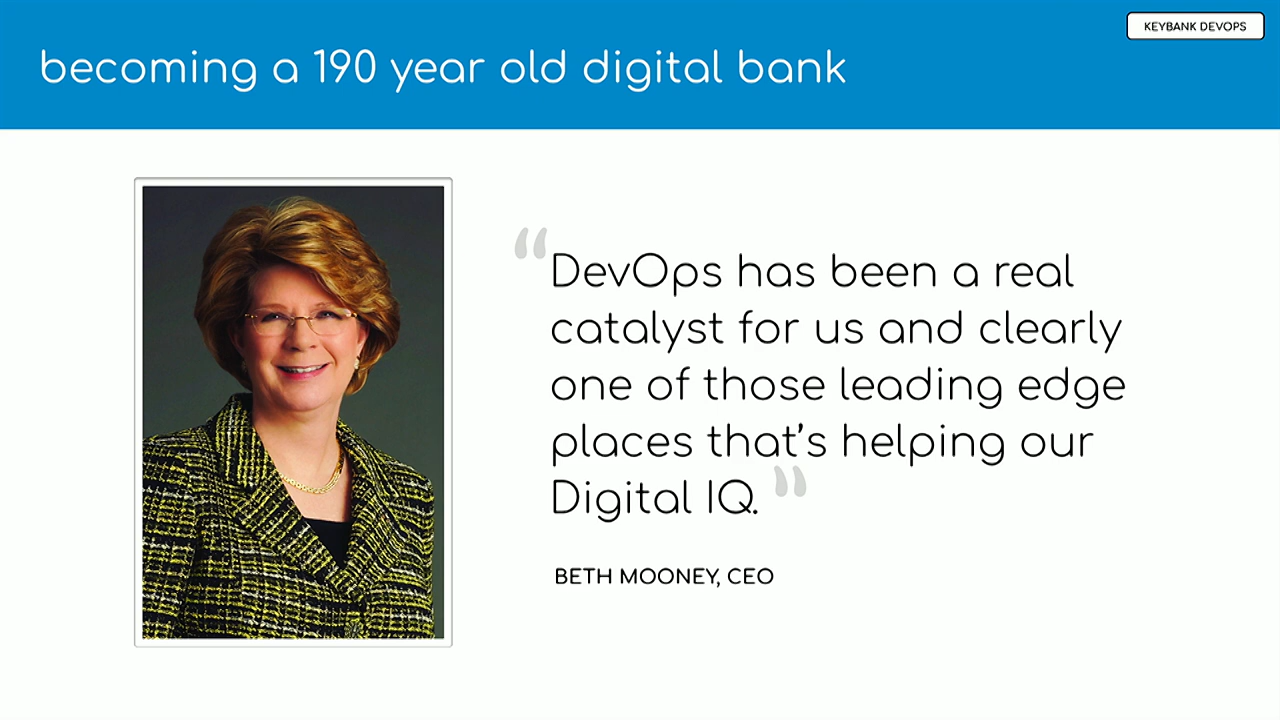 KEYBANK DEVOPS
becoming a 190 year old digital bank
“DevOps has been a real
catalyst for us and clearly
one of those leading edge
places that’s helping our
Digital IQ.”
BETH MOONEY, CEO